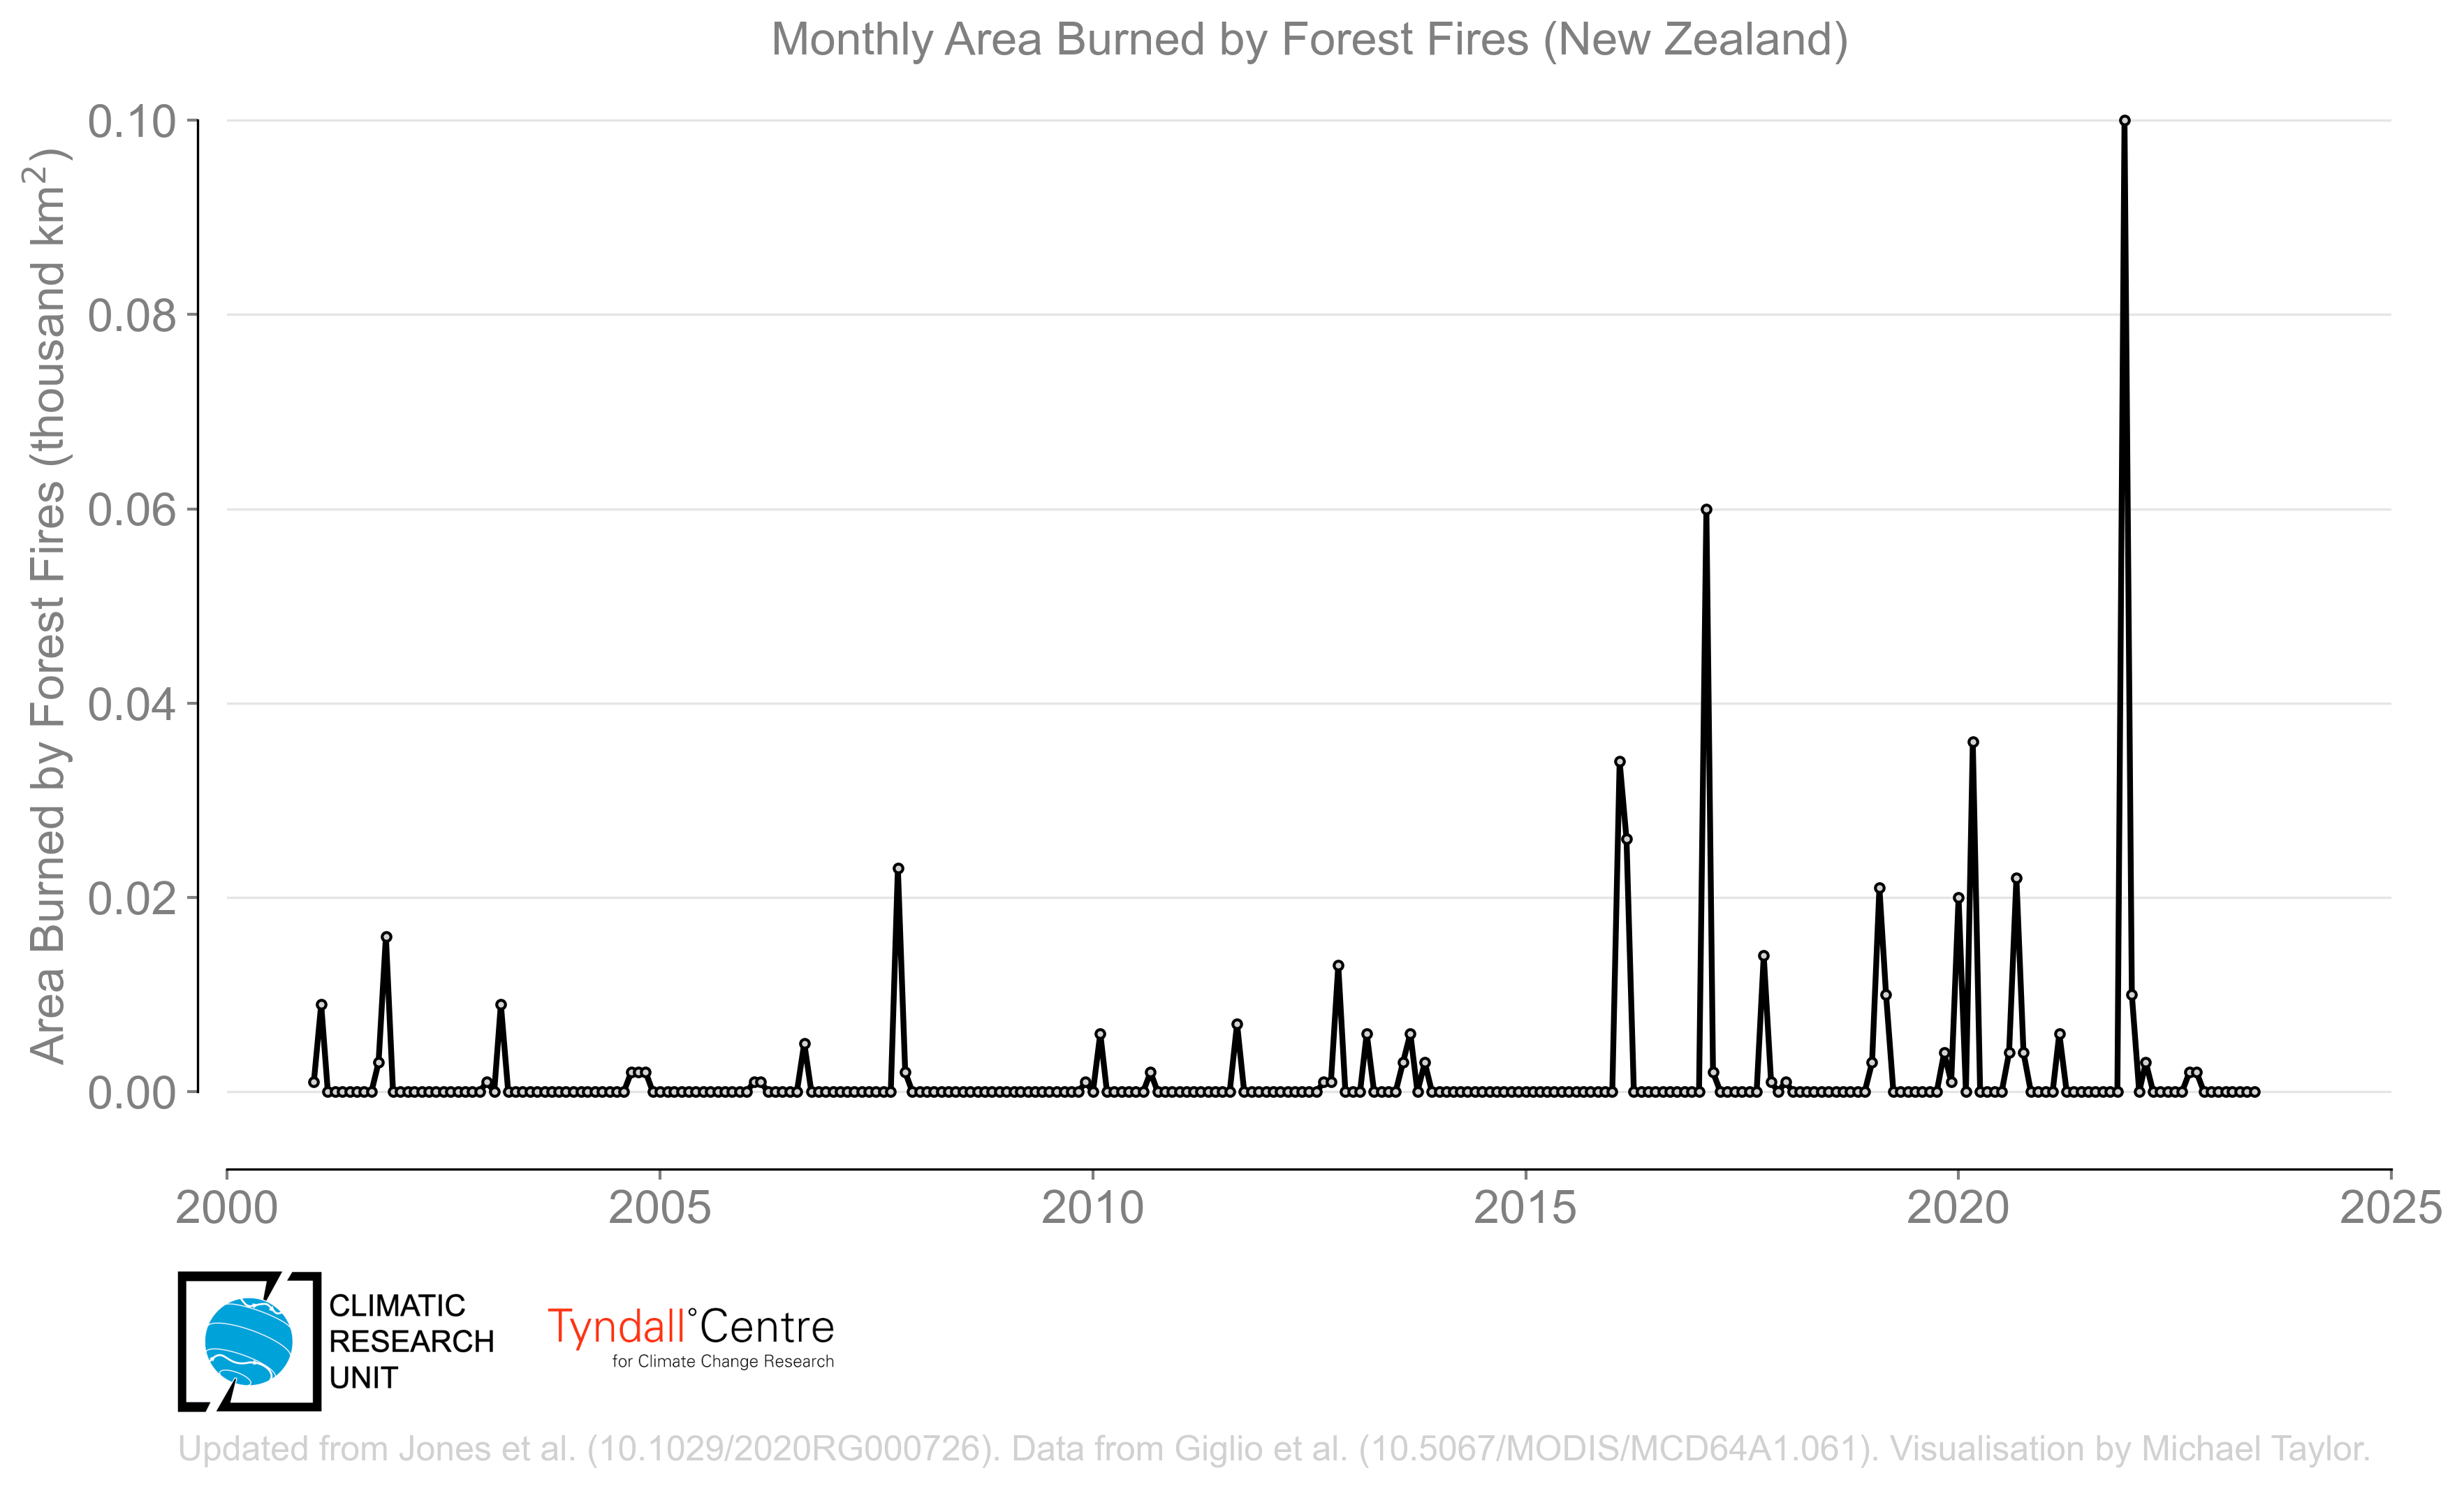 Monthly Area Burned by Forest Fires (New Zealand)
Area Burned by Forest Fires (thousand km²)
0.10
0.08
0.06
0.04
0.02
0.00
2000 2005 2010 2015 2020 2025
CLIMATIC
RESEARCH
UNIT
Tyndall°Centre
for Climate Change Research
Updated from Jones et al. (10.1029/2020RG000726). Data from Giglio et al. (10.5067/MODIS/MCD64A1.061). Visualisation by Michael Taylor.